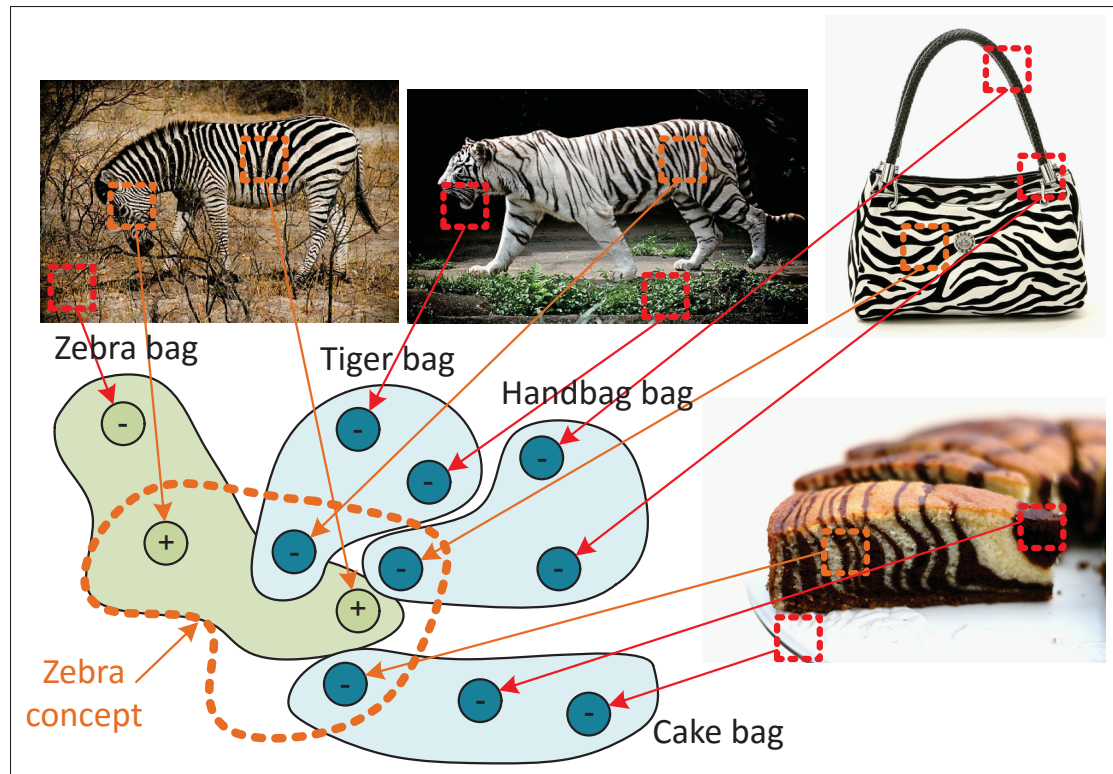 Zebra bag
Tiger bag
Handbag bag
-
-
-
-
+
-
-
-
+
-
-
-
Zebra
concept
Cake bag